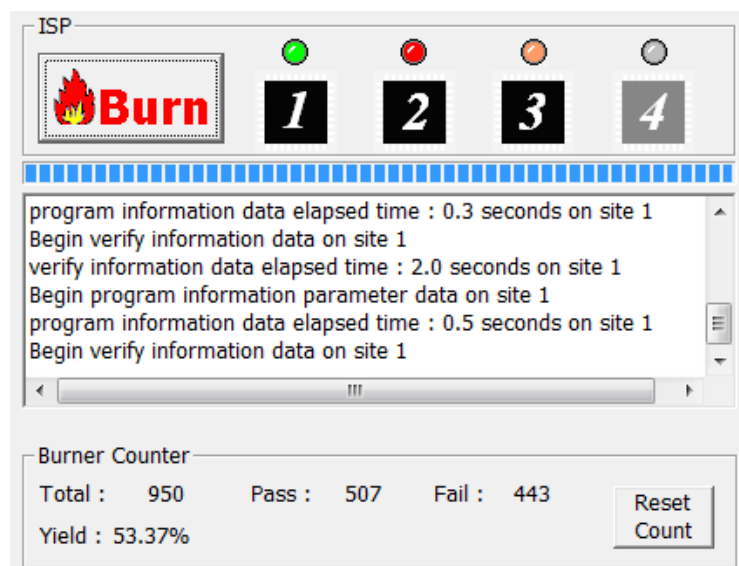 ISP
Burn 1 2 3 4
program information data elapsed time : 0.3 seconds on site 1
Begin verify information data on site 1
verify information data elapsed time : 2.0 seconds on site 1
Begin program information parameter data on site 1
program information data elapsed time : 0.5 seconds on site 1
Begin verify information data on site 1
Burner Counter
Total : 950 Pass : 507 Fail : 443
Yield : 53.37%
Reset
Count